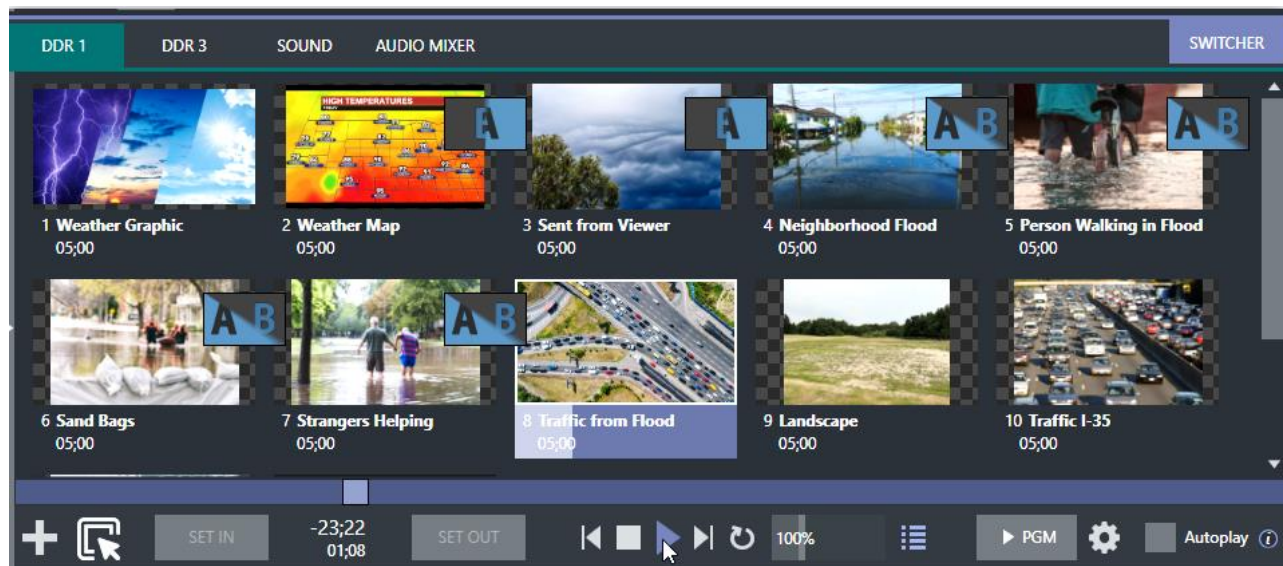 DDR 1 DDR 3 SOUND AUDIO MIXER SWITCHER
HIGH TEMPERATURES
A B A B
1 Weather Graphic 2 Weather Map 3 Sent from Viewer 4 Neighborhood Flood 5 Person Walking in Flood
05;00 05;00 05;00 05;00 05;00
A B A B
6 Sand Bags 7 Strangers Helping 8 Traffic from Flood 9 Landscape 10 Traffic I-35
05;00 05;00 05;00 05;00 05;00
SET IN -23;22 SET OUT 100% PGM Autoplay i
01;08